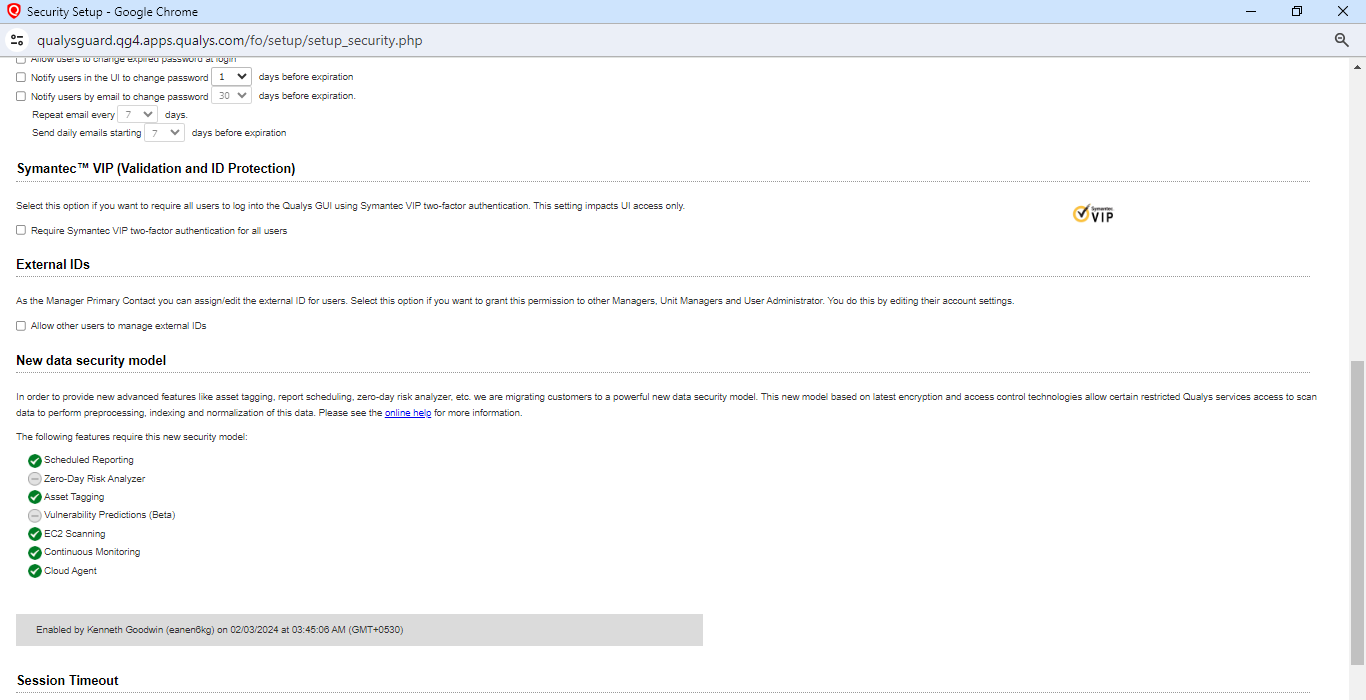 Security Setup - Google Chrome
qualysguard.qg4.apps.qualys.com/fo/setup/setup_security.php
Allow users to change expired password at login
Notify users in the UI to change password 1 days before expiration
Notify users by email to change password 30 days before expiration.
Repeat email every 7 days.
Send daily emails starting 7 days before expiration
Symantec™ VIP (Validation and ID Protection)
Select this option if you want to require all users to log into the Qualys GUI using Symantec VIP two-factor authentication. This setting impacts UI access only.
Symantec
VIP
Require Symantec VIP two-factor authentication for all users
External IDs
As the Manager Primary Contact you can assign/edit the external ID for users. Select this option if you want to grant this permission to other Managers, Unit Managers and User Administrator. You do this by editing their account settings.
Allow other users to manage external IDs
New data security model
In order to provide new advanced features like asset tagging, report scheduling, zero-day risk analyzer, etc. we are migrating customers to a powerful new data security model. This new model based on latest encryption and access control technologies allow certain restricted Qualys services access to scan
data to perform preprocessing, indexing and normalization of this data. Please see the online help for more information.
The following features require this new security model:
Scheduled Reporting
Zero-Day Risk Analyzer
Asset Tagging
Vulnerability Predictions (Beta)
EC2 Scanning
Continuous Monitoring
Cloud Agent
Enabled by Kenneth Goodwin (eanen6kg) on 02/03/2024 at 03:45:06 AM (GMT+0530)
Session Timeout